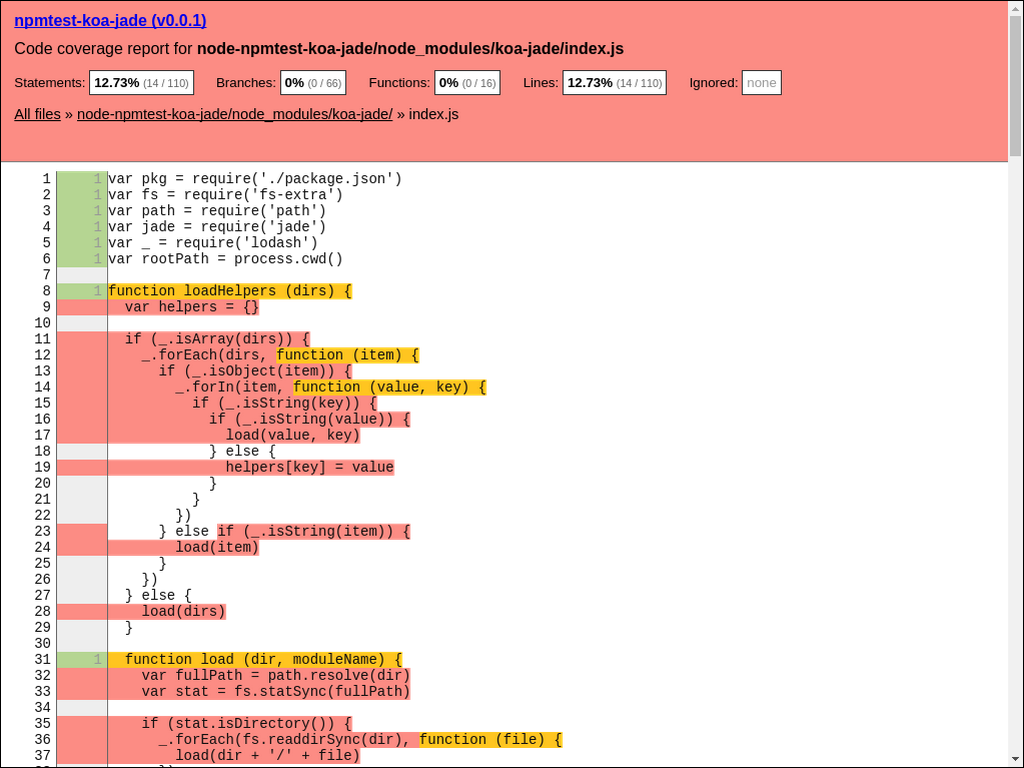 npmtest-koa-jade (v0.0.1)
Code coverage report for node-npmtest-koa-jade/node_modules/koa-jade/index.js
Statements: 12.73% (14 / 110) Branches: 0% (0 / 66) Functions: 0% (0 / 16) Lines: 12.73% (14 / 110) Ignored: none
All files » node-npmtest-koa-jade/node_modules/koa-jade/ » index.js
1 1 var pkg = require('./package.json')
2 1 var fs = require('fs-extra')
3 1 var path = require('path')
4 1 var jade = require('jade')
5 1 var _ = require('lodash')
6 1 var rootPath = process.cwd()
7
8 1 function loadHelpers (dirs) {
9 var helpers = {}
10
11 if (_.isArray(dirs)) {
12 _.forEach(dirs, function (item) {
13 if (_.isObject(item)) {
14 _.forIn(item, function (value, key) {
15 if (_.isString(key)) {
16 if (_.isString(value)) {
17 load(value, key)
18 } else {
19 helpers[key] = value
20 }
21 }
22 })
23 } else if (_.isString(item)) {
24 load(item)
25 }
26 })
27 } else {
28 load(dirs)
29 }
30
31 1 function load (dir, moduleName) {
32 var fullPath = path.resolve(dir)
33 var stat = fs.statSync(fullPath)
34
35 if (stat.isDirectory()) {
36 _.forEach(fs.readdirSync(dir), function (file) {
37 load(dir + '/' + file)